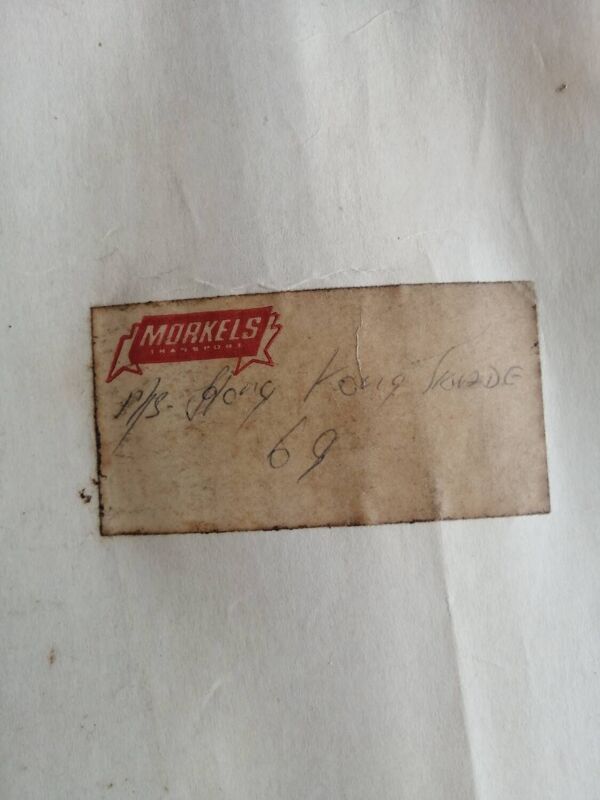 MORKELS
TRANSPORT
P/S- Hong Kong TRADE
69